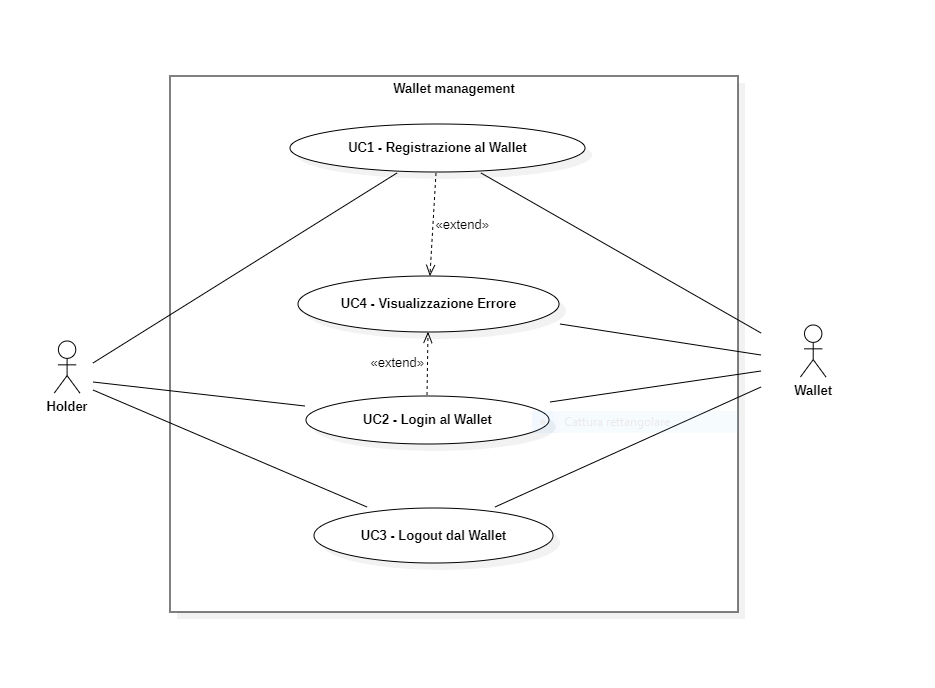 Wallet management
UC1 - Registrazione al Wallet
«extend»
UC4 - Visualizzazione Errore
«extend»
Holder
Wallet
UC2 - Login al Wallet
Cattura rettangolare
UC3 - Logout dal Wallet